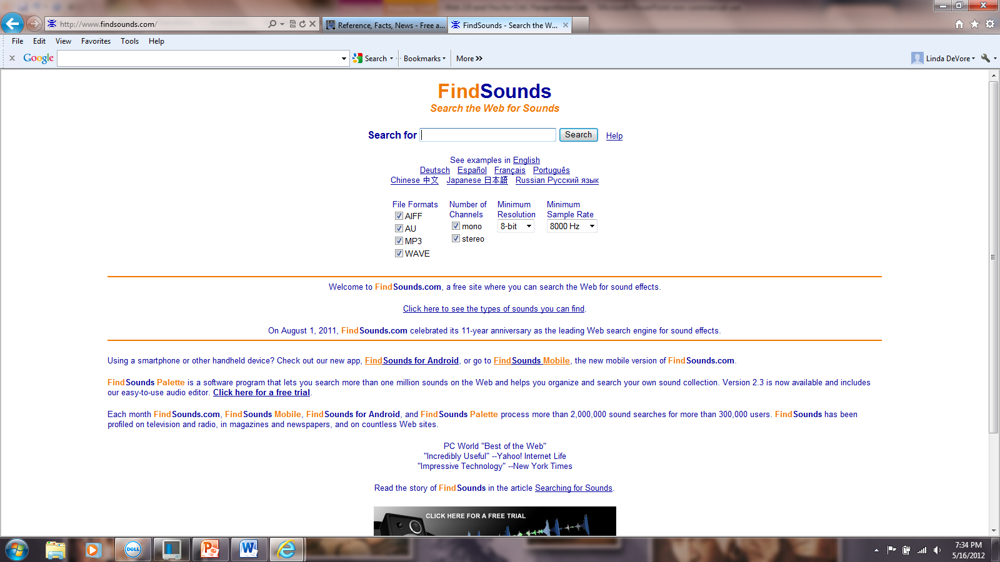 http://www.findsounds.com/
Reference, Facts, News - Free a...
FindSounds - Search the W...
File Edit View Favorites Tools Help
Google Search Bookmarks More >> Linda DeVore
FindSounds
Search the Web for Sounds
Search for Search Help
See examples in English
Deutsch Español Français Português
Chinese 中文 Japanese 日本語 Russian Русский язык
File Formats Number of Channels Minimum Resolution Minimum Sample Rate
AIFF mono 8-bit 8000 Hz
AU stereo
MP3
WAVE
Welcome to FindSounds.com, a free site where you can search the Web for sound effects.
Click here to see the types of sounds you can find.
On August 1, 2011, FindSounds.com celebrated its 11-year anniversary as the leading Web search engine for sound effects.
Using a smartphone or other handheld device? Check out our new app, FindSounds for Android, or go to FindSounds Mobile, the new mobile version of FindSounds.com.
FindSounds Palette is a software program that lets you search more than one million sounds on the Web and helps you organize and search your own sound collection. Version 2.3 is now available and includes
our easy-to-use audio editor. Click here for a free trial.
Each month FindSounds.com, FindSounds Mobile, FindSounds for Android, and FindSounds Palette process more than 2,000,000 sound searches for more than 300,000 users. FindSounds has been
profiled on television and radio, in magazines and newspapers, and on countless Web sites.
PC World "Best of the Web"
"Incredibly Useful" --Yahoo! Internet Life
"Impressive Technology" --New York Times
Read the story of FindSounds in the article Searching for Sounds.
CLICK HERE FOR A FREE TRIAL
DELL
7:34 PM
5/16/2012